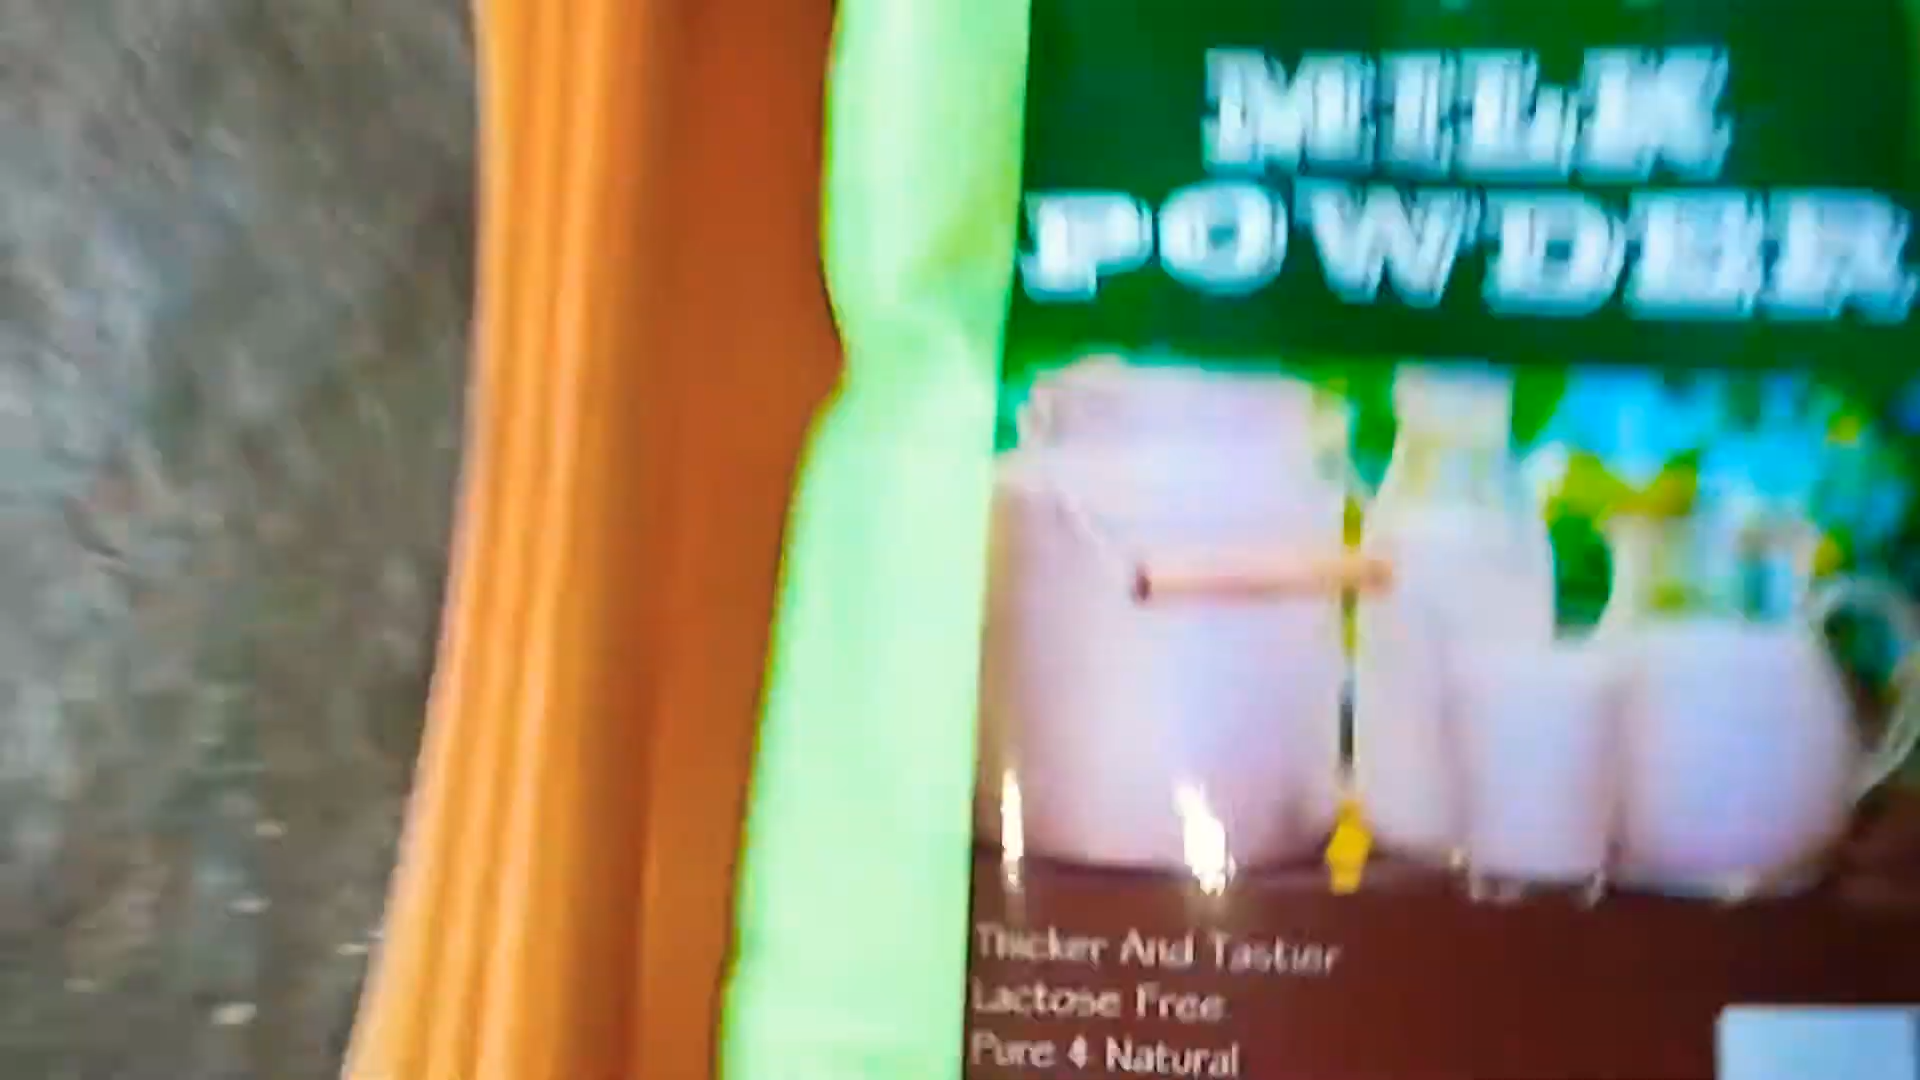 MILK
POWDER
Thicker And Tastier
Lactose Free
Pure & Natural